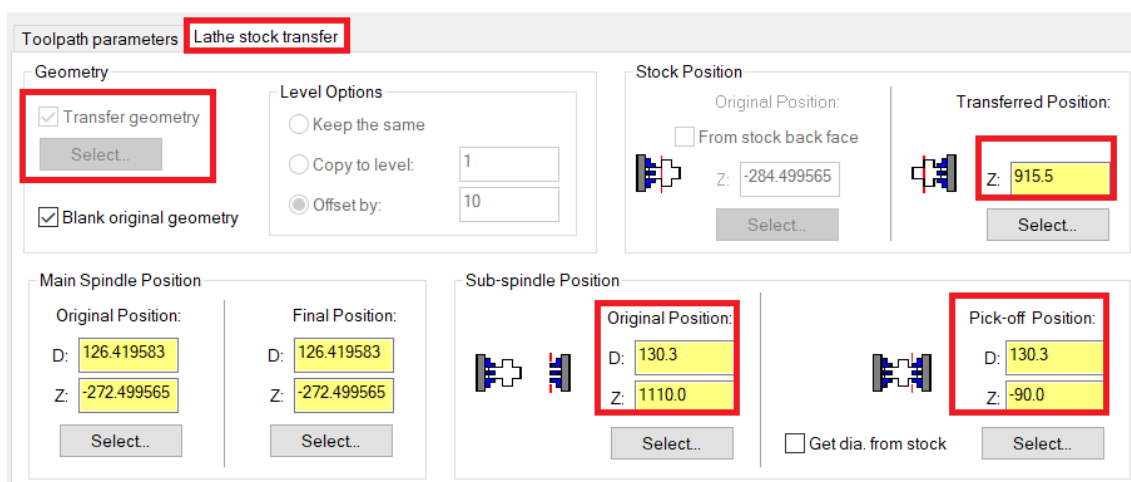 Toolpath parameters Lathe stock transfer
Geometry
Transfer geometry
Select...
Blank original geometry
Level Options
Keep the same
Copy to level: 1
Offset by: 10
Stock Position
Original Position:
From stock back face
Z: -284.499565
Select...
Transferred Position:
Z: 915.5
Select...
Main Spindle Position
Original Position:
D: 126.419583
Z: -272.499565
Select...
Final Position:
D: 126.419583
Z: -272.499565
Select...
Sub-spindle Position
Original Position:
D: 130.3
Z: 1110.0
Select...
Pick-off Position:
D: 130.3
Z: -90.0
Get dia. from stock
Select...